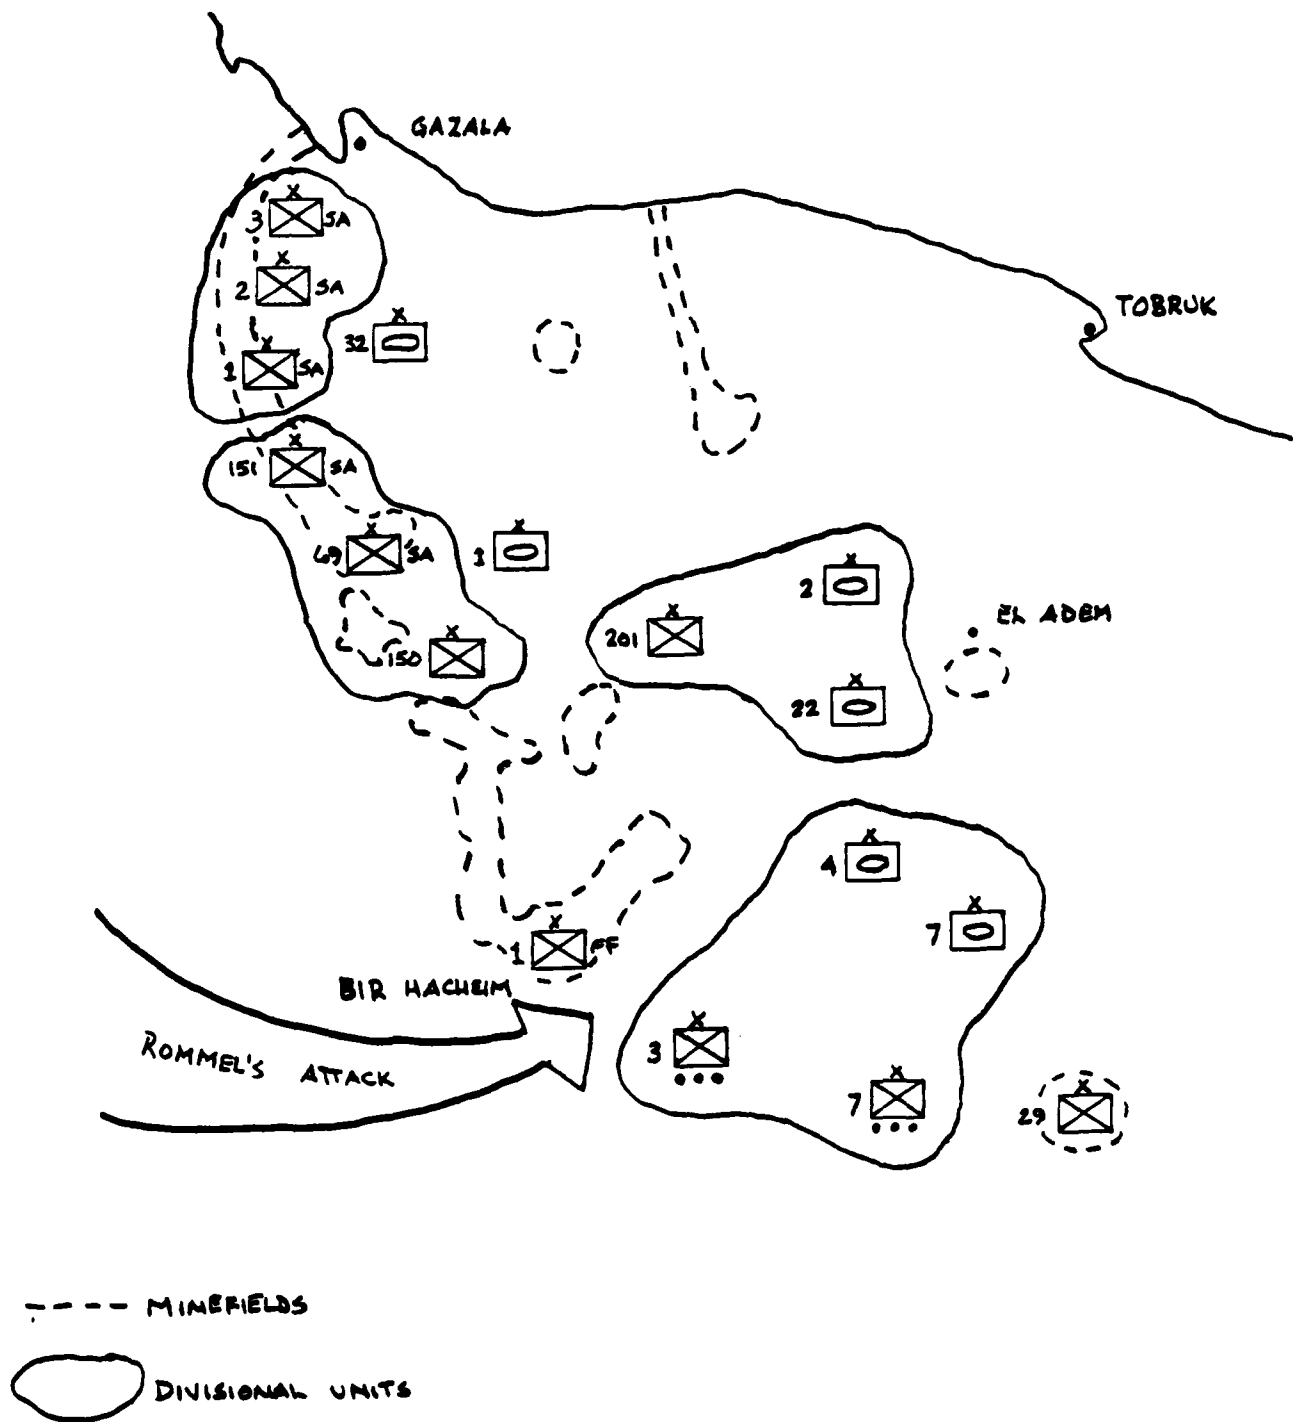 GAZALA
TOBRUK
X
3 SA
X
2 SA
X
32
X
1 SA
X
151 SA
X
69 SA
X
1
X
2
X
201
EL ADEM
X
150
X
22
X
4
X
7
X
1 FF
BIR HACHEIM
X
3
ROMMEL'S ATTACK
X
7
X
29
MINEFIELDS
DIVISIONAL UNITS